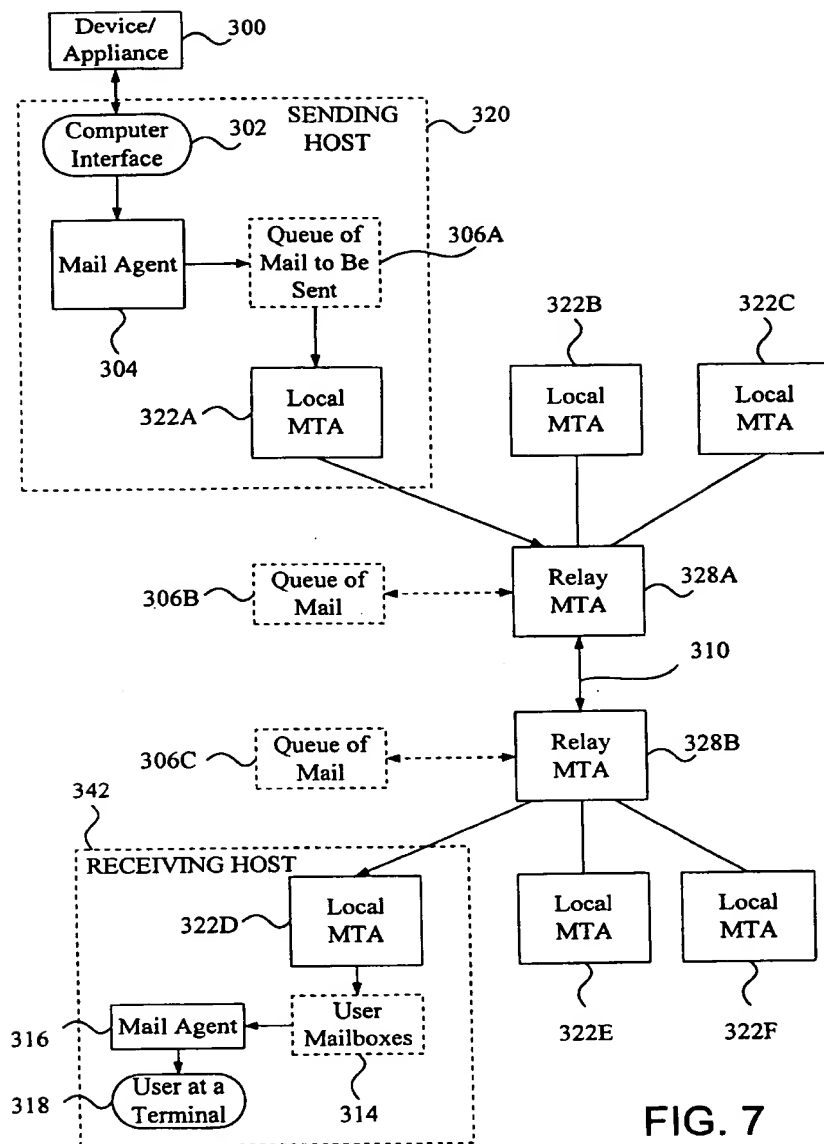 Device/
Appliance
300
Computer
Interface
302
SENDING
HOST
320
Mail Agent
304
Queue of
Mail to Be
Sent
306A
322A
Local
MTA
322B
Local
MTA
322C
Local
MTA
306B
Queue of
Mail
Relay
MTA
328A
310
306C
Queue of
Mail
Relay
MTA
328B
342
RECEIVING HOST
322D
Local
MTA
Local
MTA
322E
Local
MTA
322F
316
Mail Agent
User
Mailboxes
314
318
User at a
Terminal
FIG. 7